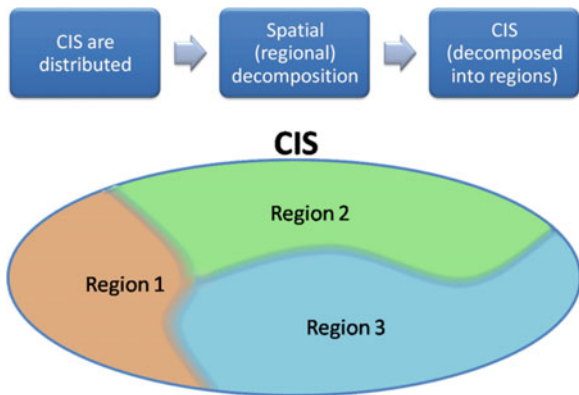 CIS are
distributed
Spatial
(regional)
decomposition
CIS
(decomposed
into regions)
CIS
Region 2
Region 1
Region 3